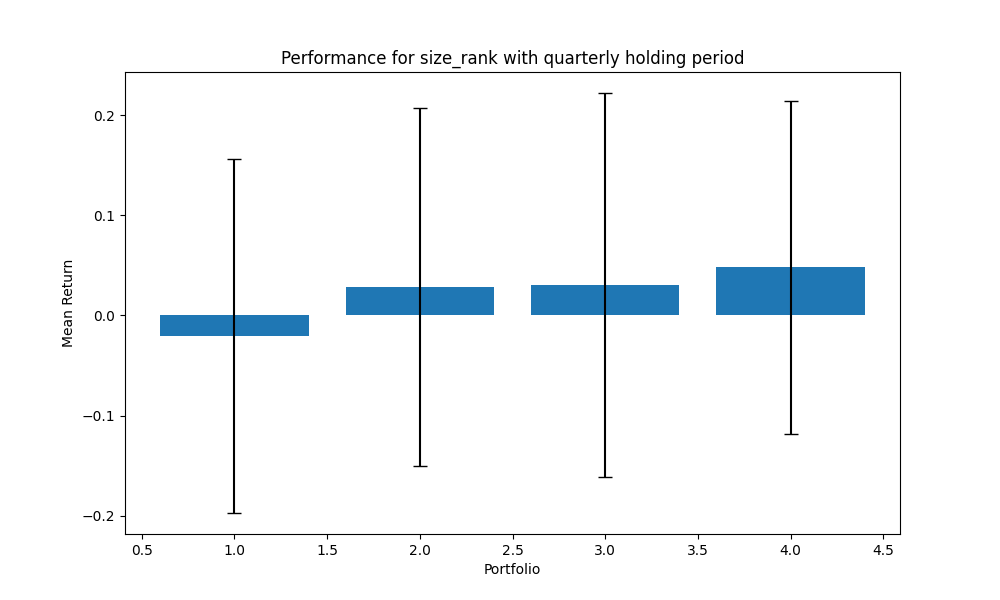 Performance for size_rank with quarterly holding period
Mean Return
0.2
0.1
0.0
−0.1
−0.2
0.5 1.0 1.5 2.0 2.5 3.0 3.5 4.0 4.5
Portfolio